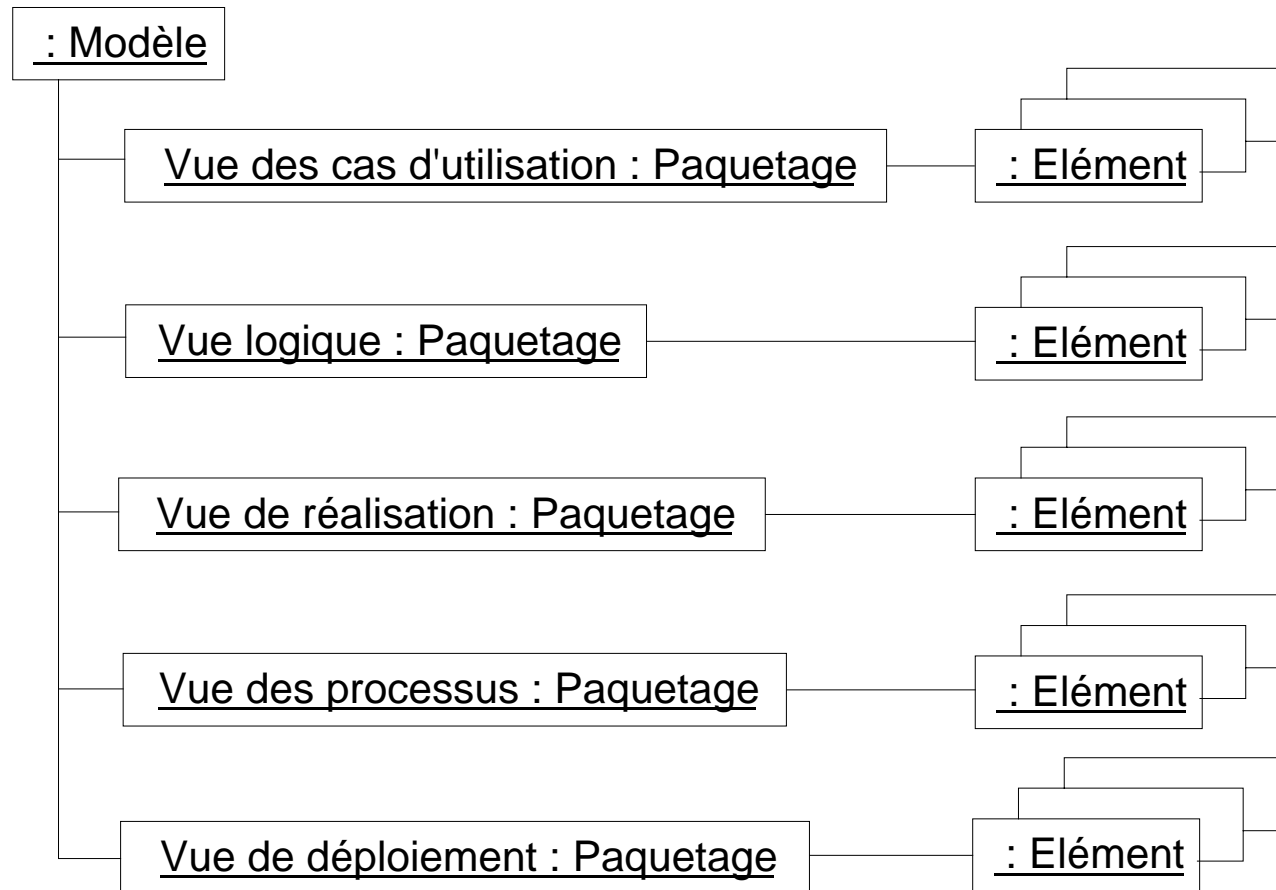 : Modèle
Vue des cas d'utilisation : Paquetage
: Elément
Vue logique : Paquetage
: Elément
Vue de réalisation : Paquetage
: Elément
Vue des processus : Paquetage
: Elément
Vue de déploiement : Paquetage
: Elément